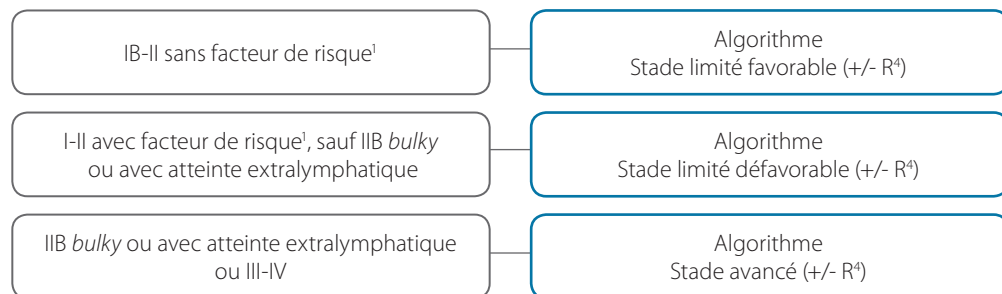 IB-II sans facteur de risque¹
Algorithme
Stade limité favorable (+/- R⁴)
I-II avec facteur de risque¹, sauf IIB bulky
ou avec atteinte extralymphatique
Algorithme
Stade limité défavorable (+/- R⁴)
IIB bulky ou avec atteinte extralymphatique
ou III-IV
Algorithme
Stade avancé (+/- R⁴)